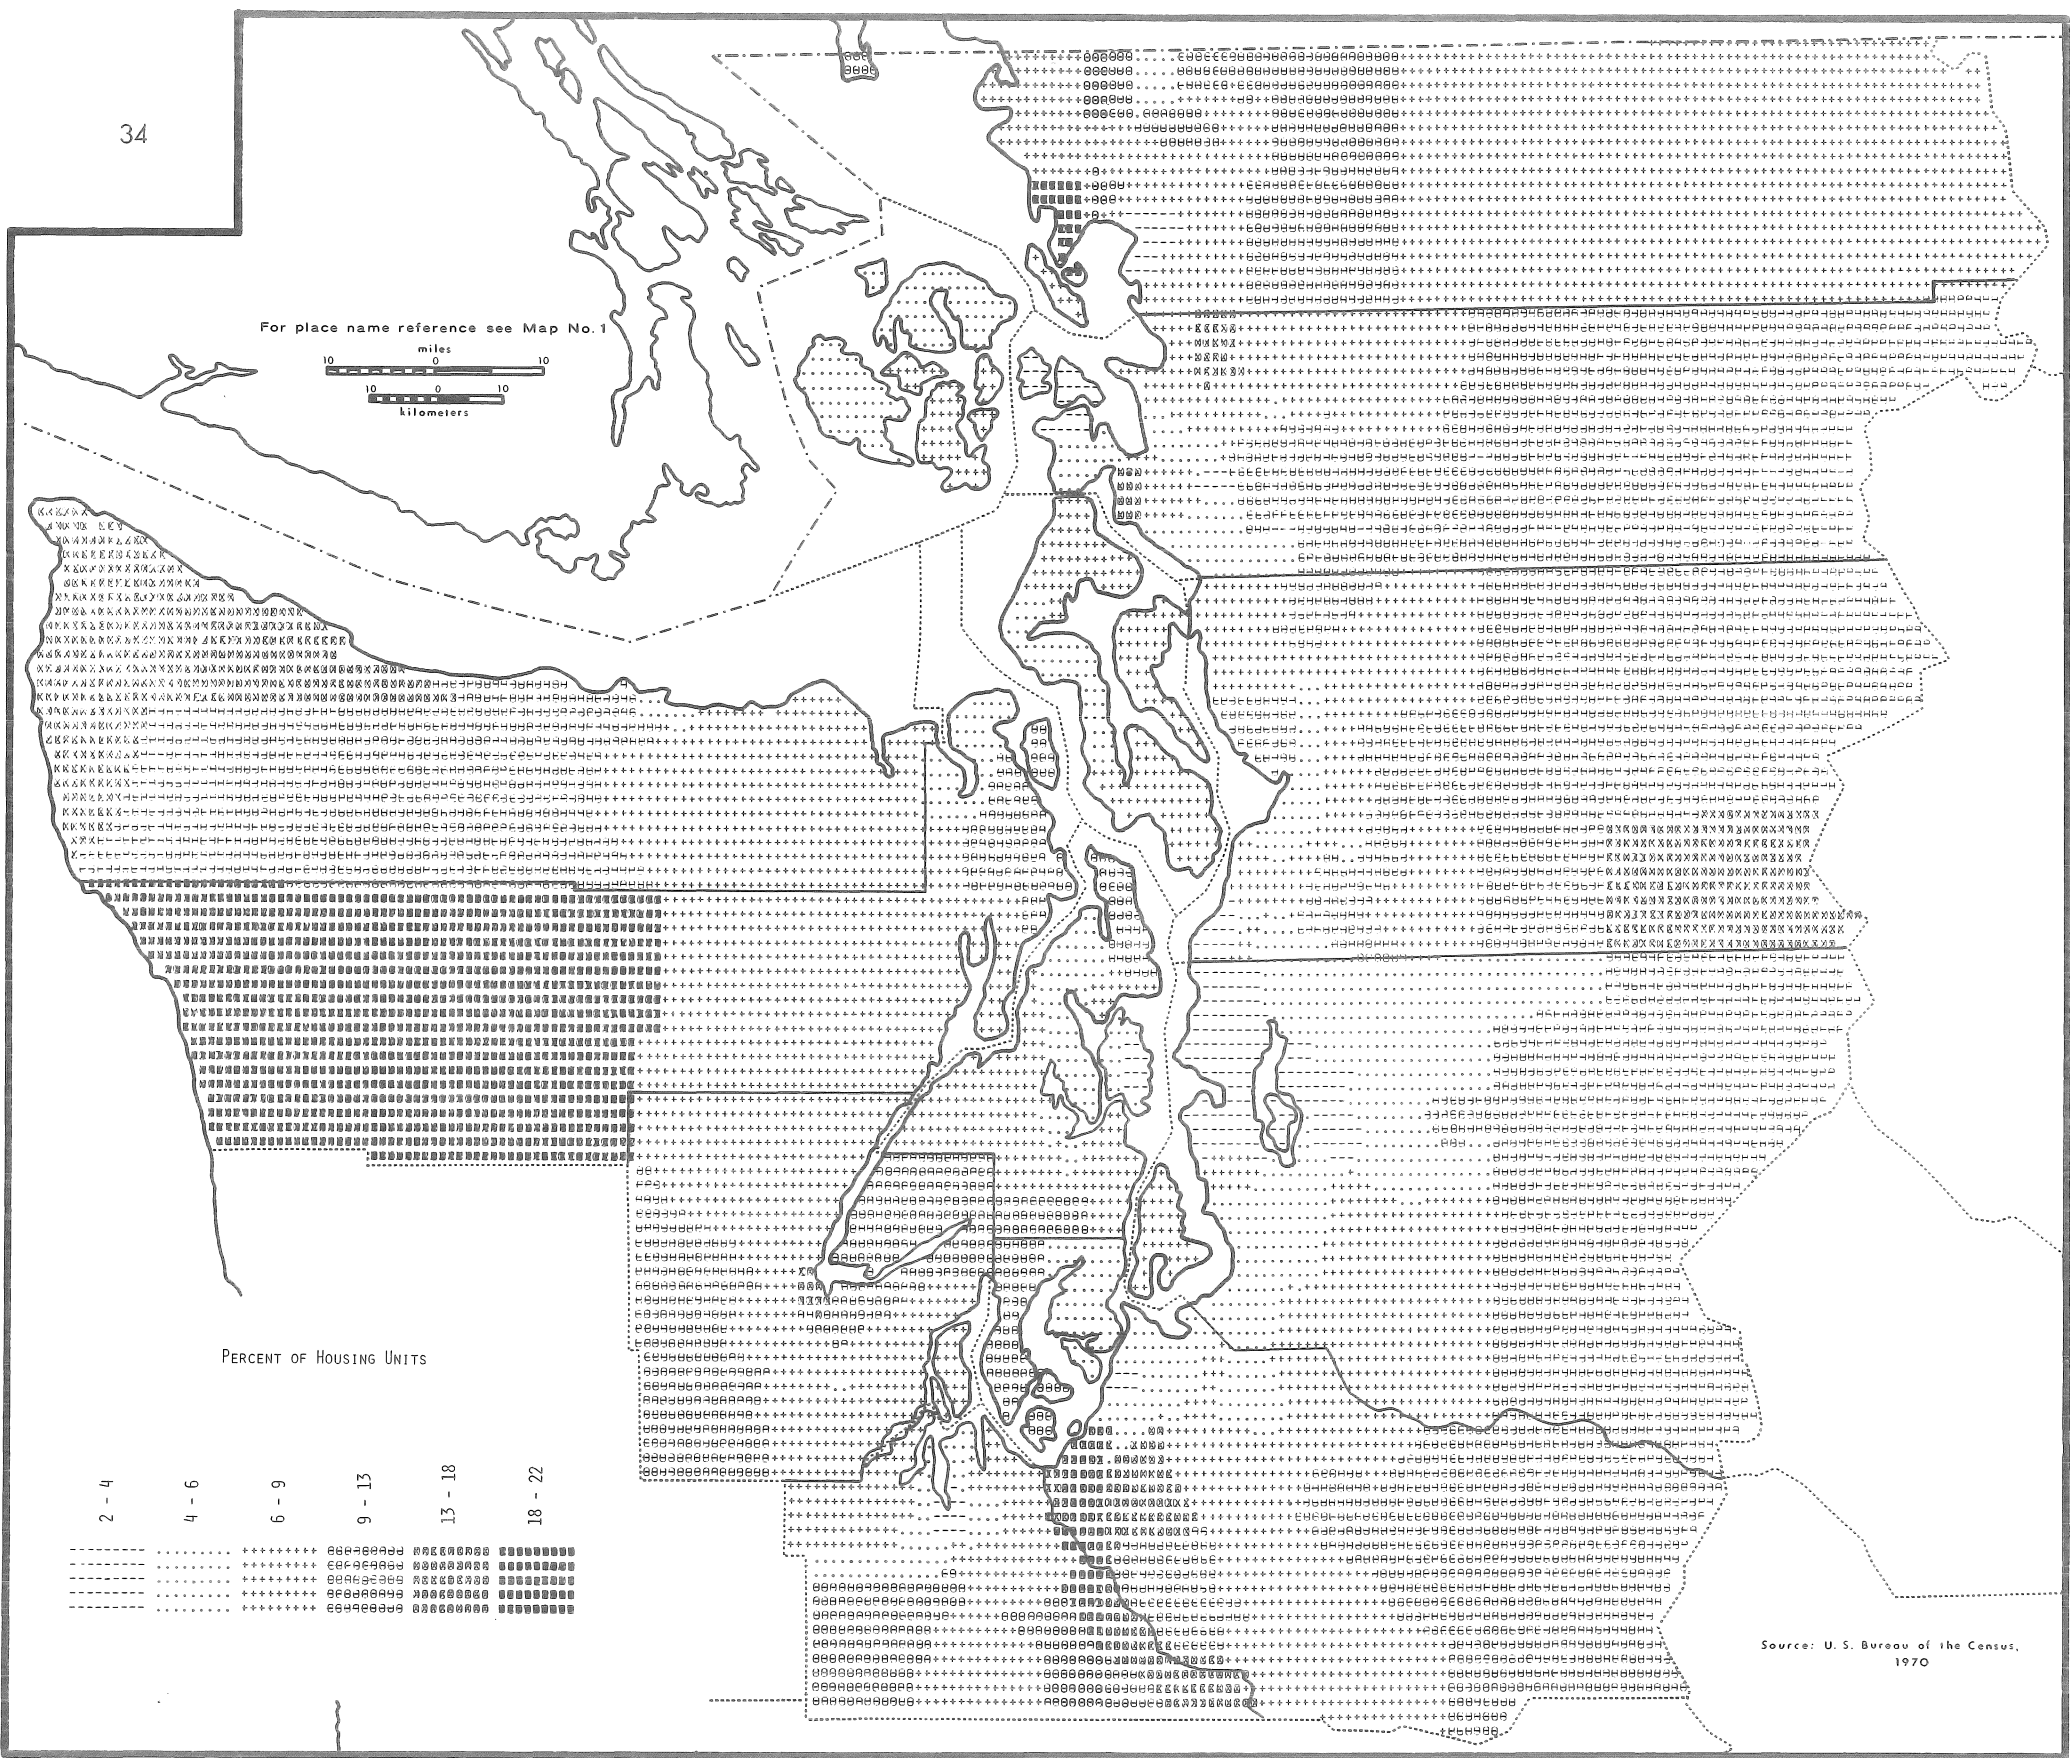 34
For place name reference see Map No. 1
miles
10 0 10
10 0 10
kilometers
PERCENT OF HOUSING UNITS
2 - 4
4 - 6
6 - 9
9 - 13
13 - 18
18 - 22
Source: U. S. Bureau of the Census,
1970